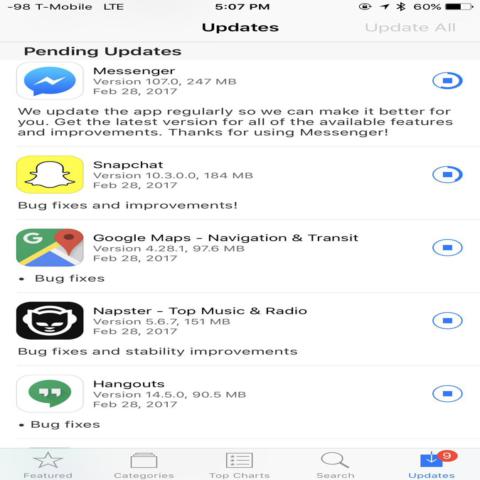 -98 T-Mobile LTE 5:07 PM 60%
Updates Update All
Pending Updates
Messenger
Version 107.0, 247 MB
Feb 28, 2017
We update the app regularly so we can make it better for
you. Get the latest version for all of the available features
and improvements. Thanks for using Messenger!
Snapchat
Version 10.3.0.0, 184 MB
Feb 28, 2017
Bug fixes and improvements!
G
Google Maps - Navigation & Transit
Version 4.28.1, 97.6 MB
Feb 28, 2017
• Bug fixes
Napster - Top Music & Radio
Version 5.6.7, 151 MB
Feb 28, 2017
Bug fixes and stability improvements
Hangouts
Version 14.5.0, 90.5 MB
Feb 28, 2017
• Bug fixes
9
Featured Categories Top Charts Search Updates